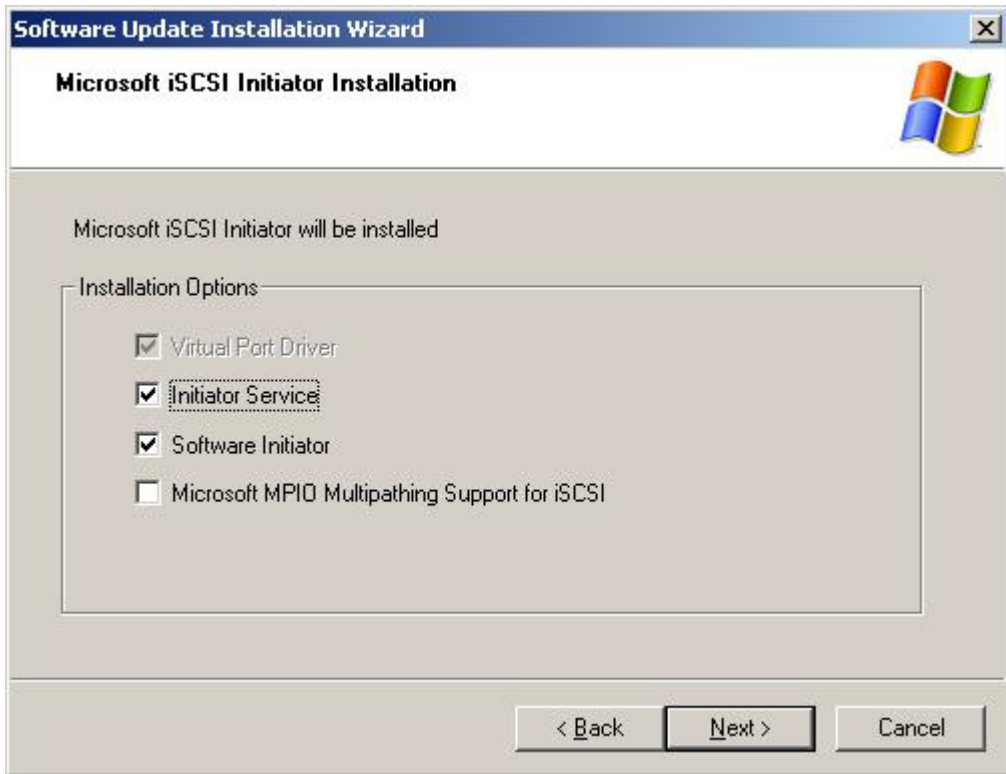 Software Update Installation Wizard
Microsoft iSCSI Initiator Installation
Microsoft iSCSI Initiator will be installed
Installation Options
Virtual Port Driver
Initiator Service
Software Initiator
Microsoft MPIO Multipathing Support for iSCSI
< Back Next > Cancel